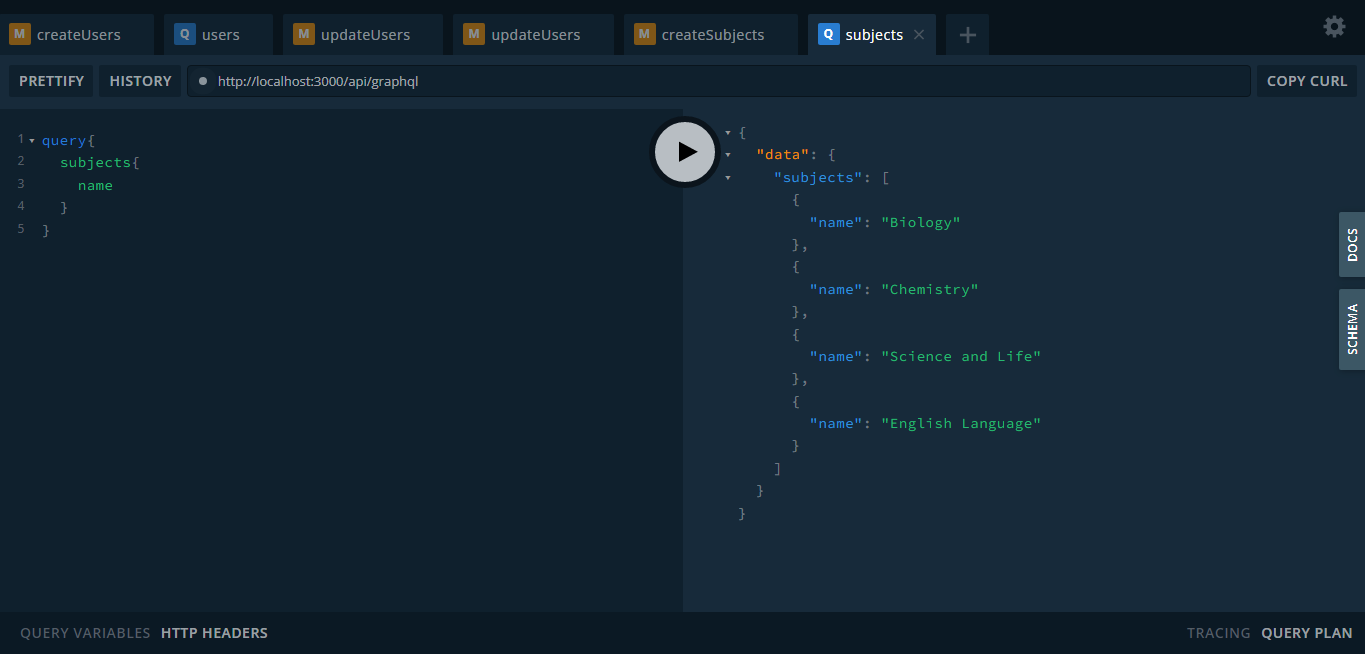 M createUsers
Q users
M updateUsers
M updateUsers
M createSubjects
Q subjects
PRETTIFY
HISTORY
http://localhost:3000/api/graphql
COPY CURL
1 query{
2 subjects{
3 name
4 }
5 }
{
"data": {
"subjects": [
{
"name": "Biology"
},
{
"name": "Chemistry"
},
{
"name": "Science and Life"
},
{
"name": "English Language"
}
]
}
}
DOCS
SCHEMA
QUERY VARIABLES
HTTP HEADERS
TRACING
QUERY PLAN